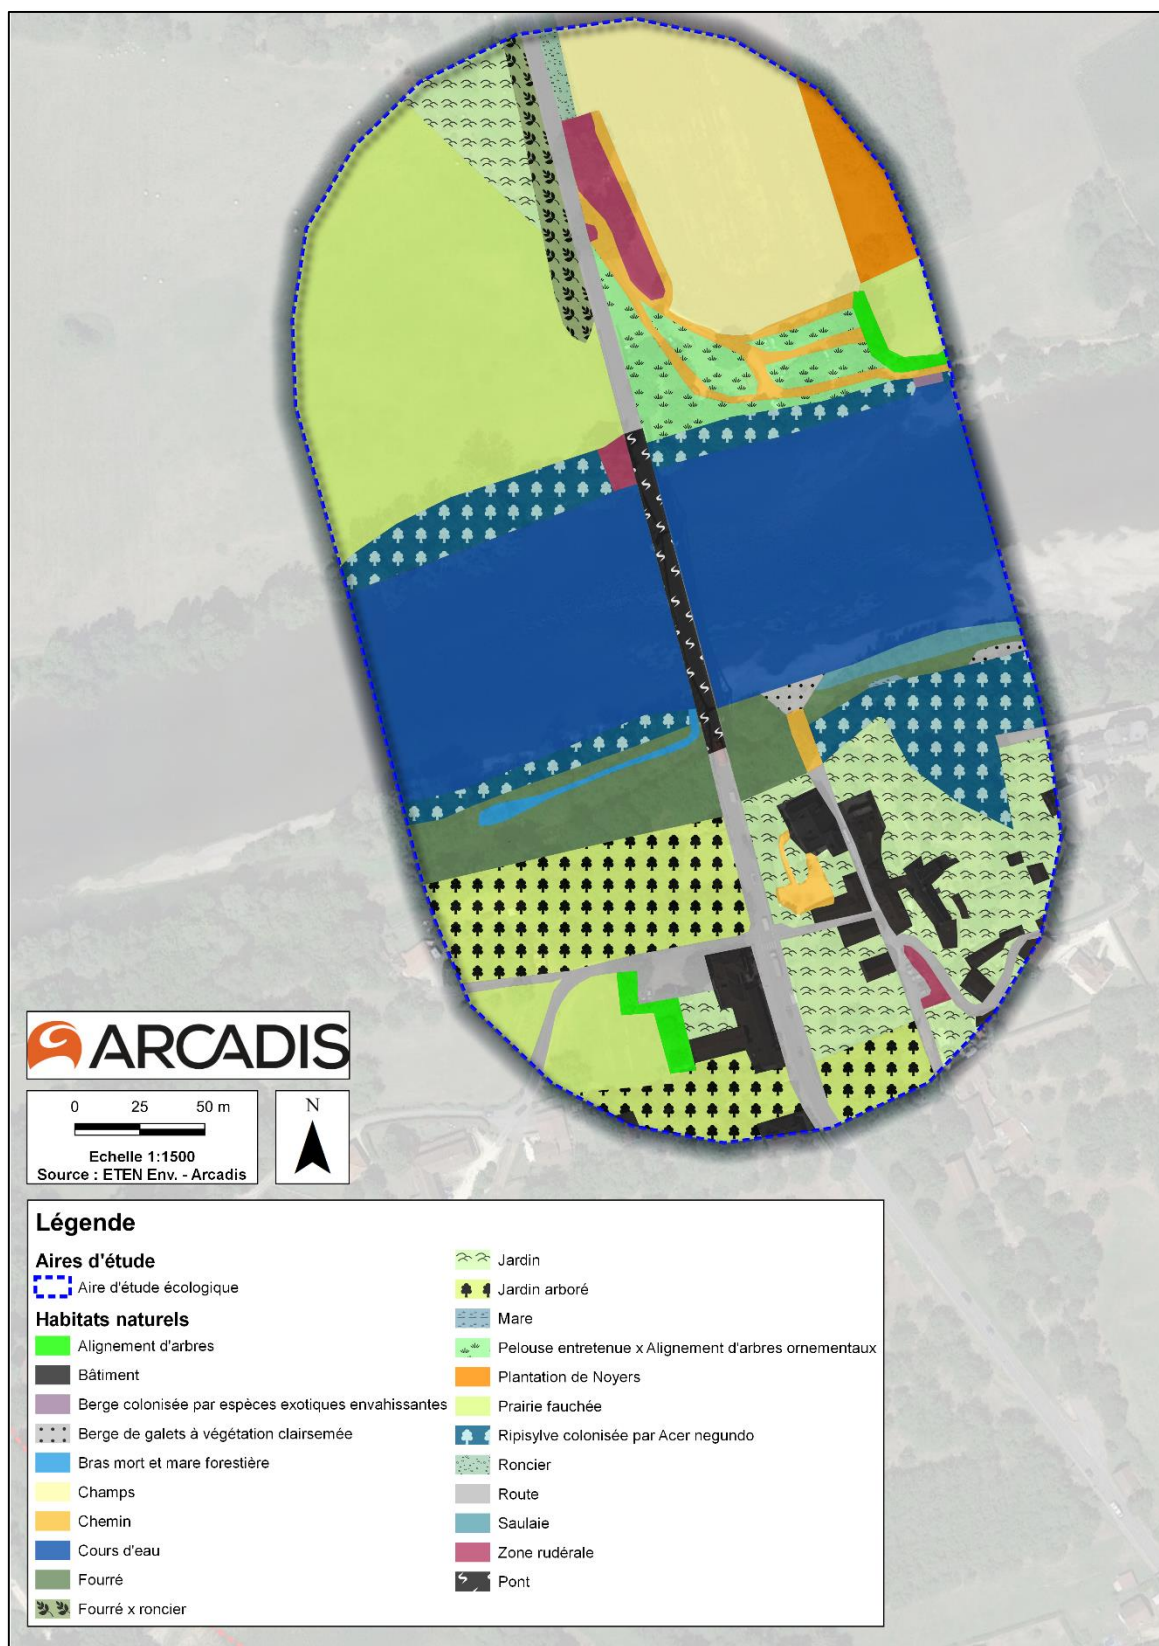 ARCADIS
0 25 50 m
Echelle 1:1500
Source : ETEN Env. - Arcadis
N
Légende
Aires d'étude
Aire d'étude écologique
Habitats naturels
Alignement d'arbres
Bâtiment
Berge colonisée par espèces exotiques envahissantes
Berge de galets à végétation clairsemée
Bras mort et mare forestière
Champs
Chemin
Cours d'eau
Fourré
Fourré x roncier
Jardin
Jardin arboré
Mare
Pelouse entretenue x Alignement d'arbres ornementaux
Plantation de Noyers
Prairie fauchée
Ripisylve colonisée par Acer negundo
Roncier
Route
Saulaie
Zone rudérale
Pont